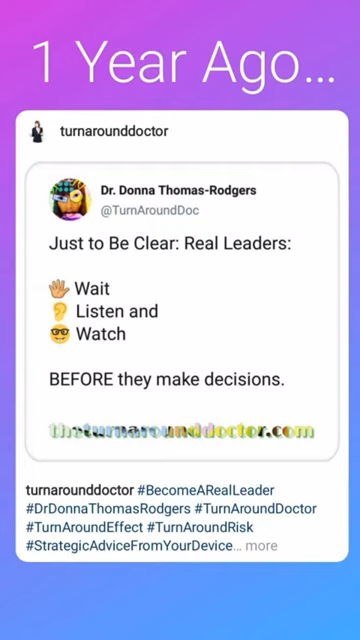 1 Year Ago...
turnarounddoctor
Dr. Donna Thomas-Rodgers
@TurnAroundDoc
Just to Be Clear: Real Leaders:
🖐🏽 Wait
👂 Listen and
🤓 Watch
BEFORE they make decisions.
theturnarounddoctor.com
turnarounddoctor #BecomeARealLeader
#DrDonnaThomasRodgers #TurnAroundDoctor
#TurnAroundEffect #TurnAroundRisk
#StrategicAdviceFromYourDevice... more